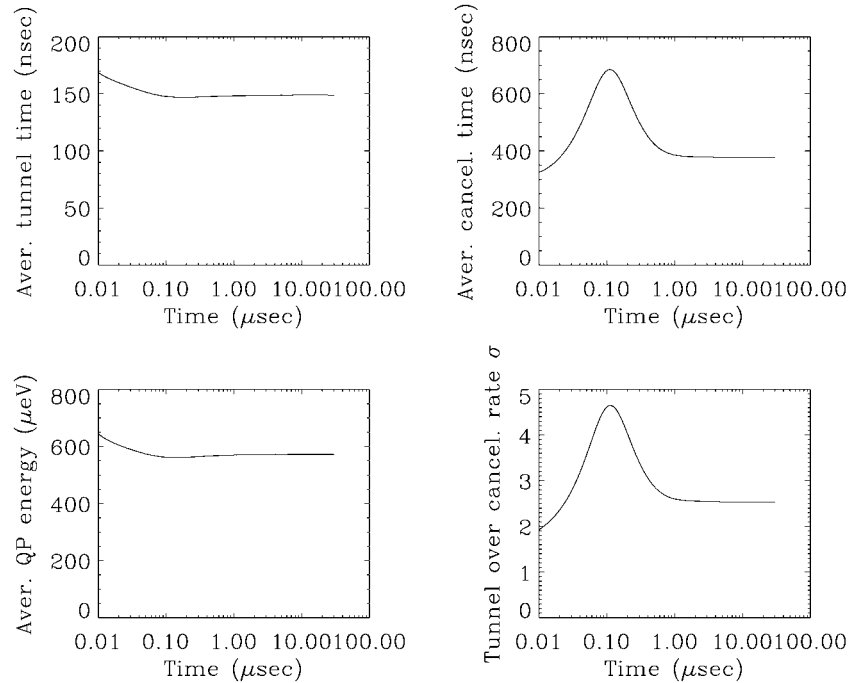 Aver. tunnel time (nsec)
200
150
100
50
0
0.01 0.10 1.00 10.00100.00
Time (μsec)
Aver. cancel. time (nsec)
800
600
400
200
0
0.01 0.10 1.00 10.00100.00
Time (μsec)
Aver. QP energy (μeV)
800
600
400
200
0
0.01 0.10 1.00 10.00100.00
Time (μsec)
Tunnel over cancel. rate σ
5
4
3
2
1
0
0.01 0.10 1.00 10.00100.00
Time (μsec)